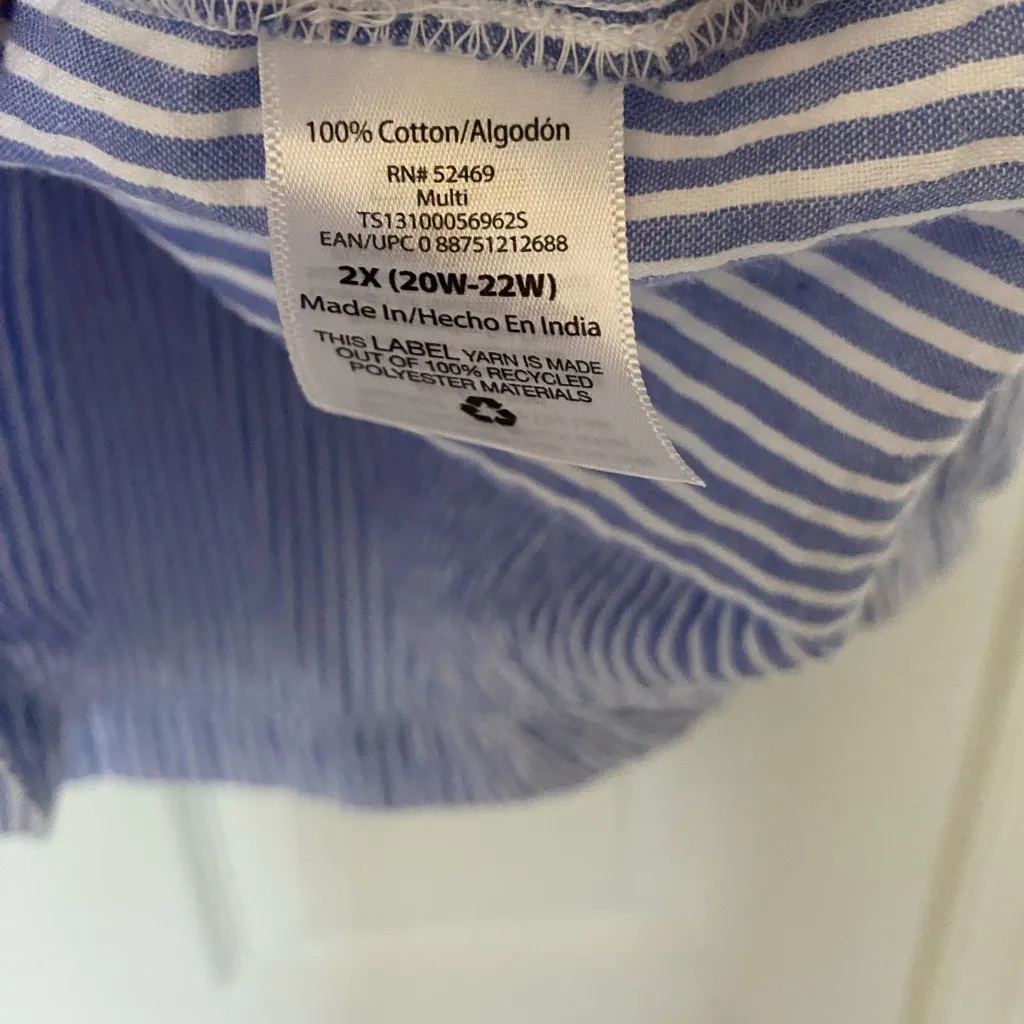 100% Cotton/Algodón
RN# 52469
Multi
TS13100056962S
EAN/UPC 0 88751212688
2X (20W-22W)
Made In/Hecho En India
THIS LABEL YARN IS MADE
OUT OF 100% RECYCLED
POLYESTER MATERIALS